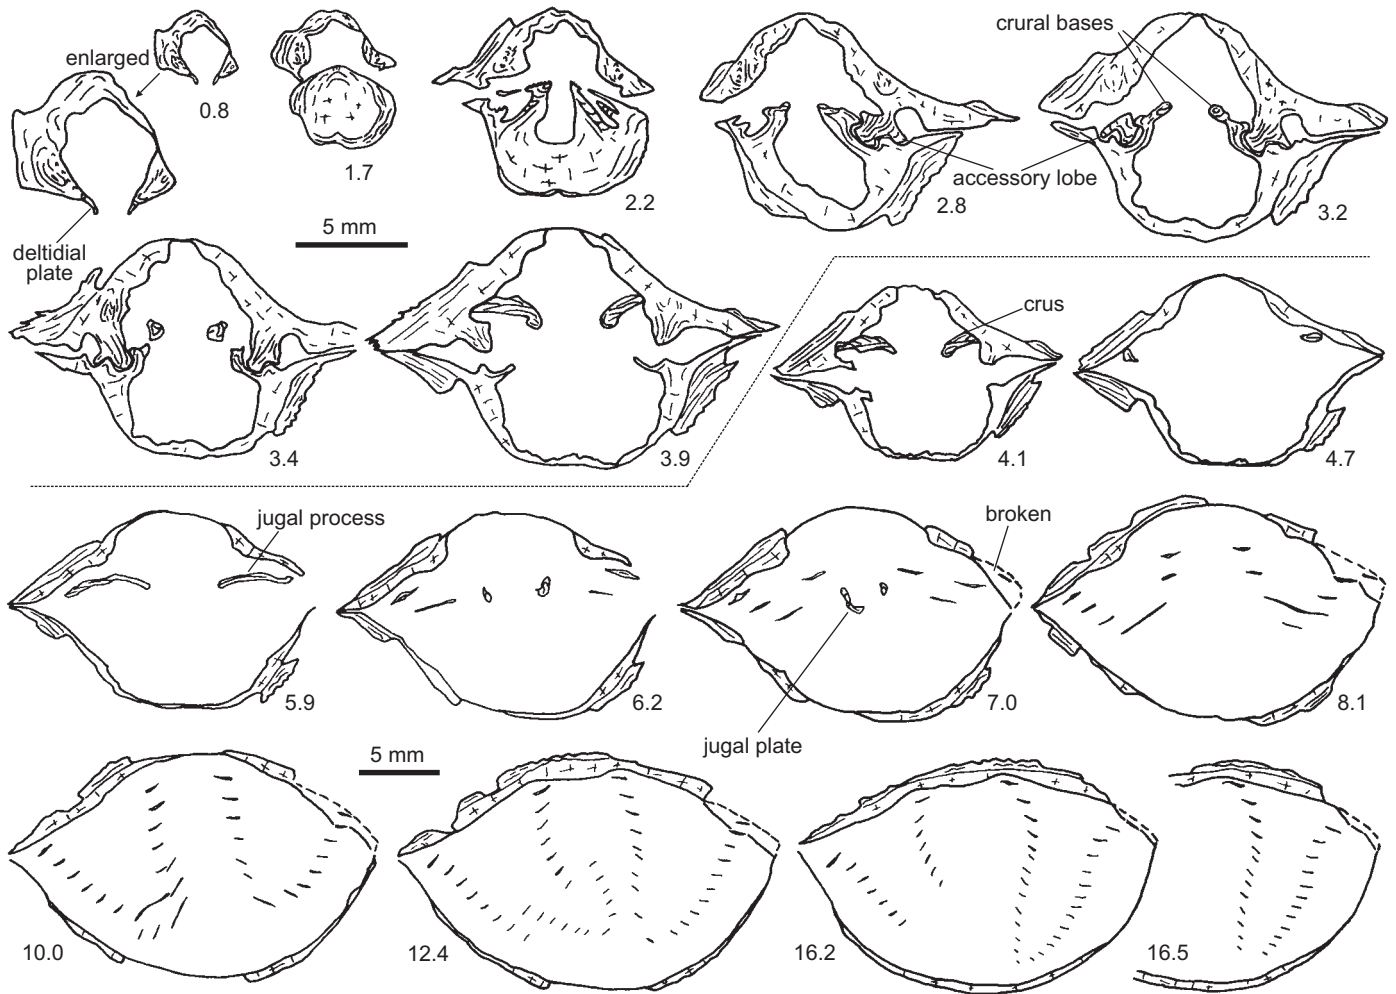 enlarged
0.8
1.7
2.2
2.8
crural bases
accessory lobe
3.2
deltidial
plate
5 mm
3.4
3.9
crus
4.1
4.7
jugal process
5.9
6.2
broken
7.0
8.1
jugal plate
5 mm
10.0
12.4
16.2
16.5